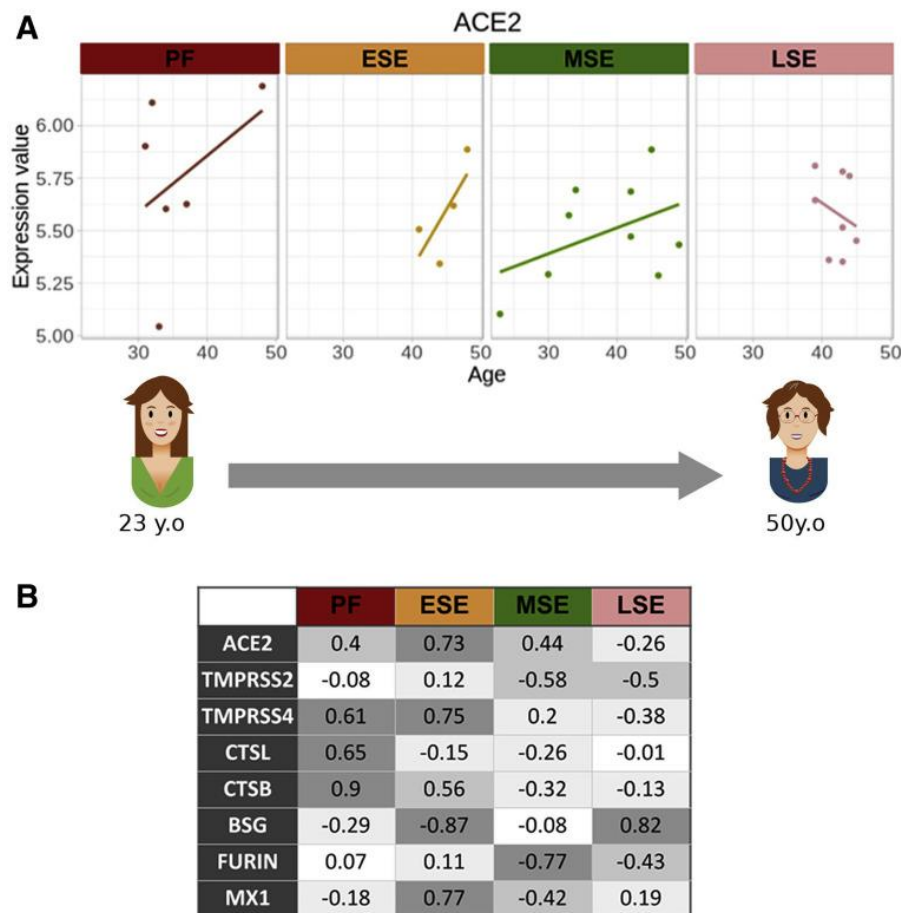 A
ACE2
PF ESE MSE LSE
Expression value
6.00
5.75
5.50
5.25
5.00
30 40 50 30 40 50 30 40 50 30 40 50
Age
23 y.o 50y.o
B
PF ESE MSE LSE
ACE2 0.4 0.73 0.44 -0.26
TMPRSS2 -0.08 0.12 -0.58 -0.5
TMPRSS4 0.61 0.75 0.2 -0.38
CTSL 0.65 -0.15 -0.26 -0.01
CTSB 0.9 0.56 -0.32 -0.13
BSG -0.29 -0.87 -0.08 0.82
FURIN 0.07 0.11 -0.77 -0.43
MX1 -0.18 0.77 -0.42 0.19